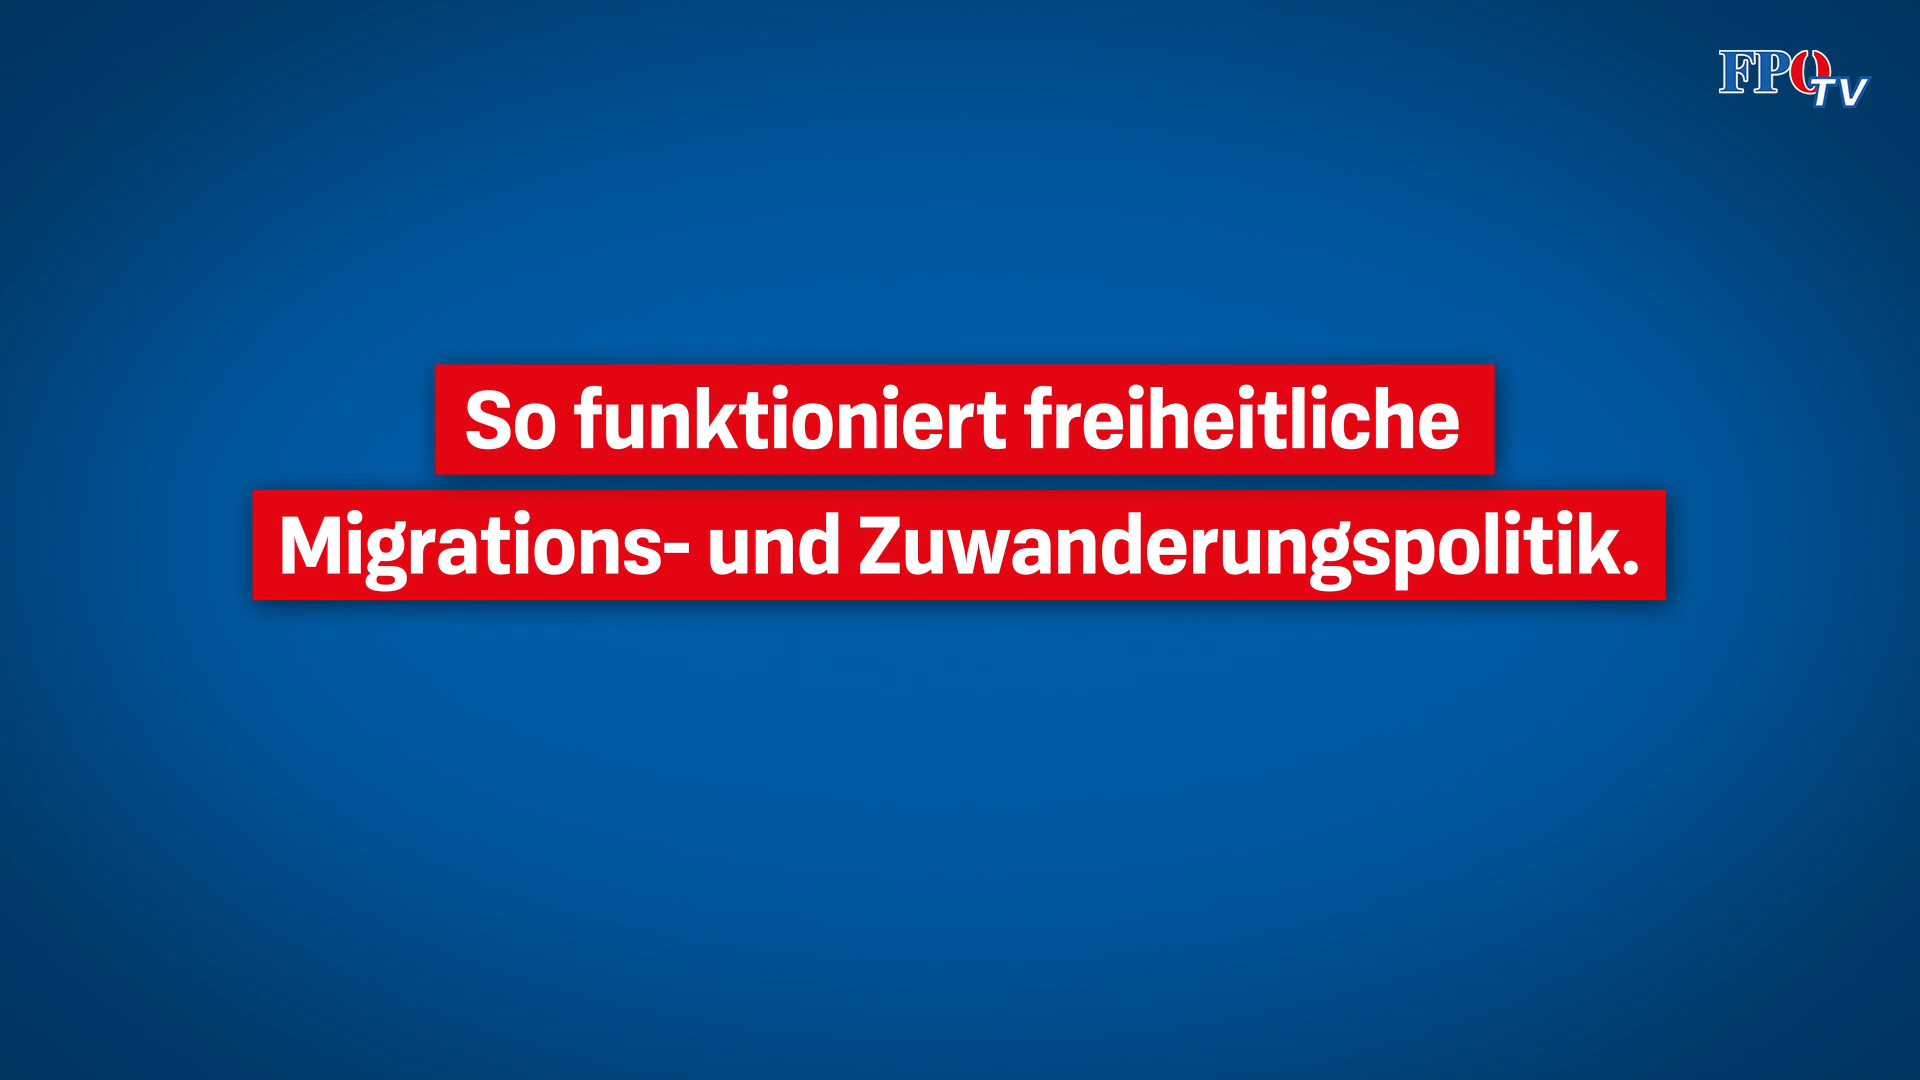 FPÖ TV
So funktioniert freiheitliche
Migrations- und Zuwanderungspolitik.